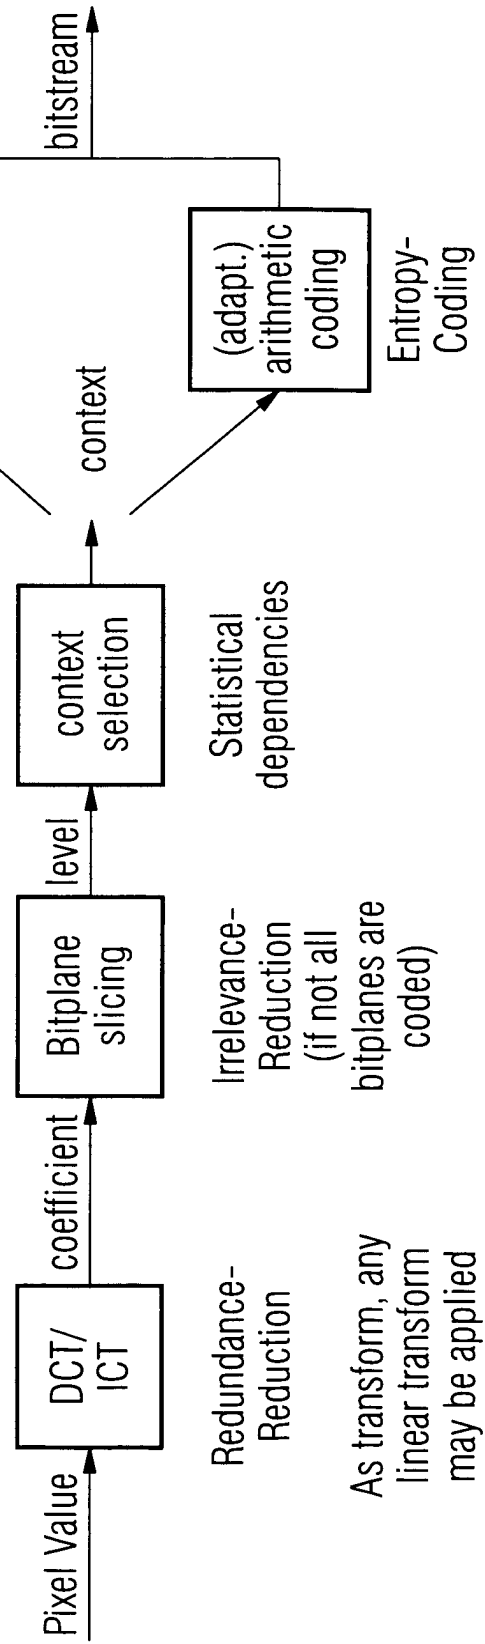 Pixel Value
DCT/
ICT
Redundance-
Reduction
As transform, any
linear transform
may be applied
coefficient
Bitplane
slicing
Irrelevance-
Reduction
(if not all
bitplanes are
coded)
level
context
selection
Statistical
dependencies
context
(adapt.)
arithmetic
coding
Entropy-
Coding
bitstream